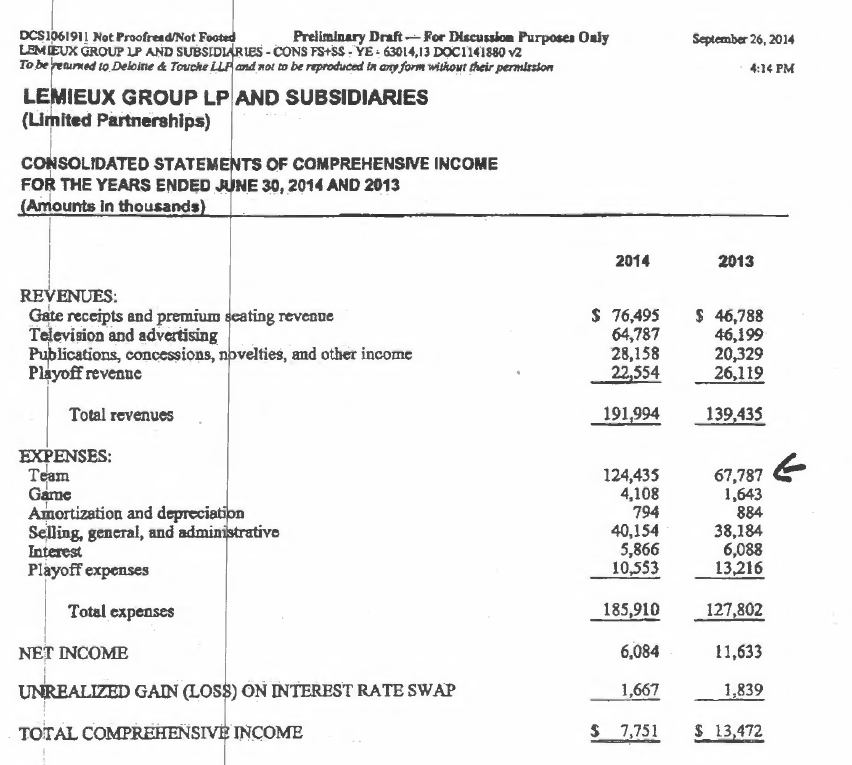 DCS1061911 Not Proofread/Not Footed Preliminary Draft — For Discussion Purposes Only September 26, 2014
LEMIEUX GROUP LP AND SUBSIDIARIES - CONS FS+SS - YE - 63014,13 DOC1141880 v2
To be returned to Deloitte & Touche LLP and not to be reproduced in any form without their permission 4:14 PM
LEMIEUX GROUP LP AND SUBSIDIARIES
(Limited Partnerships)
CONSOLIDATED STATEMENTS OF COMPREHENSIVE INCOME
FOR THE YEARS ENDED JUNE 30, 2014 AND 2013
(Amounts in thousands)
2014 2013
REVENUES:
Gate receipts and premium seating revenue $ 76,495 $ 46,788
Television and advertising 64,787 46,199
Publications, concessions, novelties, and other income 28,158 20,329
Playoff revenue 22,554 26,119
Total revenues 191,994 139,435
EXPENSES:
Team 124,435 67,787
Game 4,108 1,643
Amortization and depreciation 794 884
Selling, general, and administrative 40,154 38,184
Interest 5,866 6,088
Playoff expenses 10,553 13,216
Total expenses 185,910 127,802
NET INCOME 6,084 11,633
UNREALIZED GAIN (LOSS) ON INTEREST RATE SWAP 1,667 1,839
TOTAL COMPREHENSIVE INCOME $ 7,751 $ 13,472